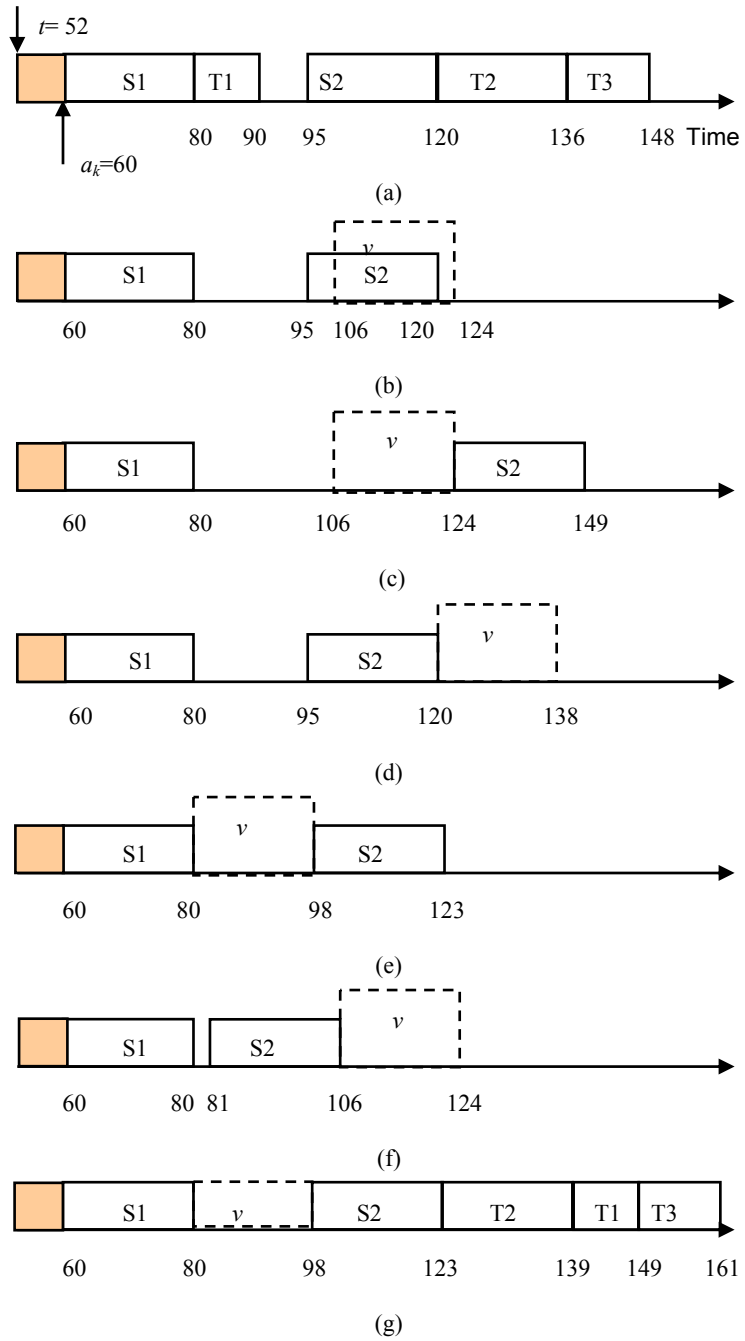 t= 52
S1 T1 S2 T2 T3
80 90 95 120 136 148 Time
a_k=60
(a)
v
S1 S2
60 80 95 106 120 124
(b)
v
S1 S2
60 80 106 124 149
(c)
v
S1 S2
60 80 95 120 138
(d)
v
S1 S2
60 80 98 123
(e)
v
S1 S2
60 80 81 106 124
(f)
S1 v S2 T2 T1 T3
60 80 98 123 139 149 161
(g)